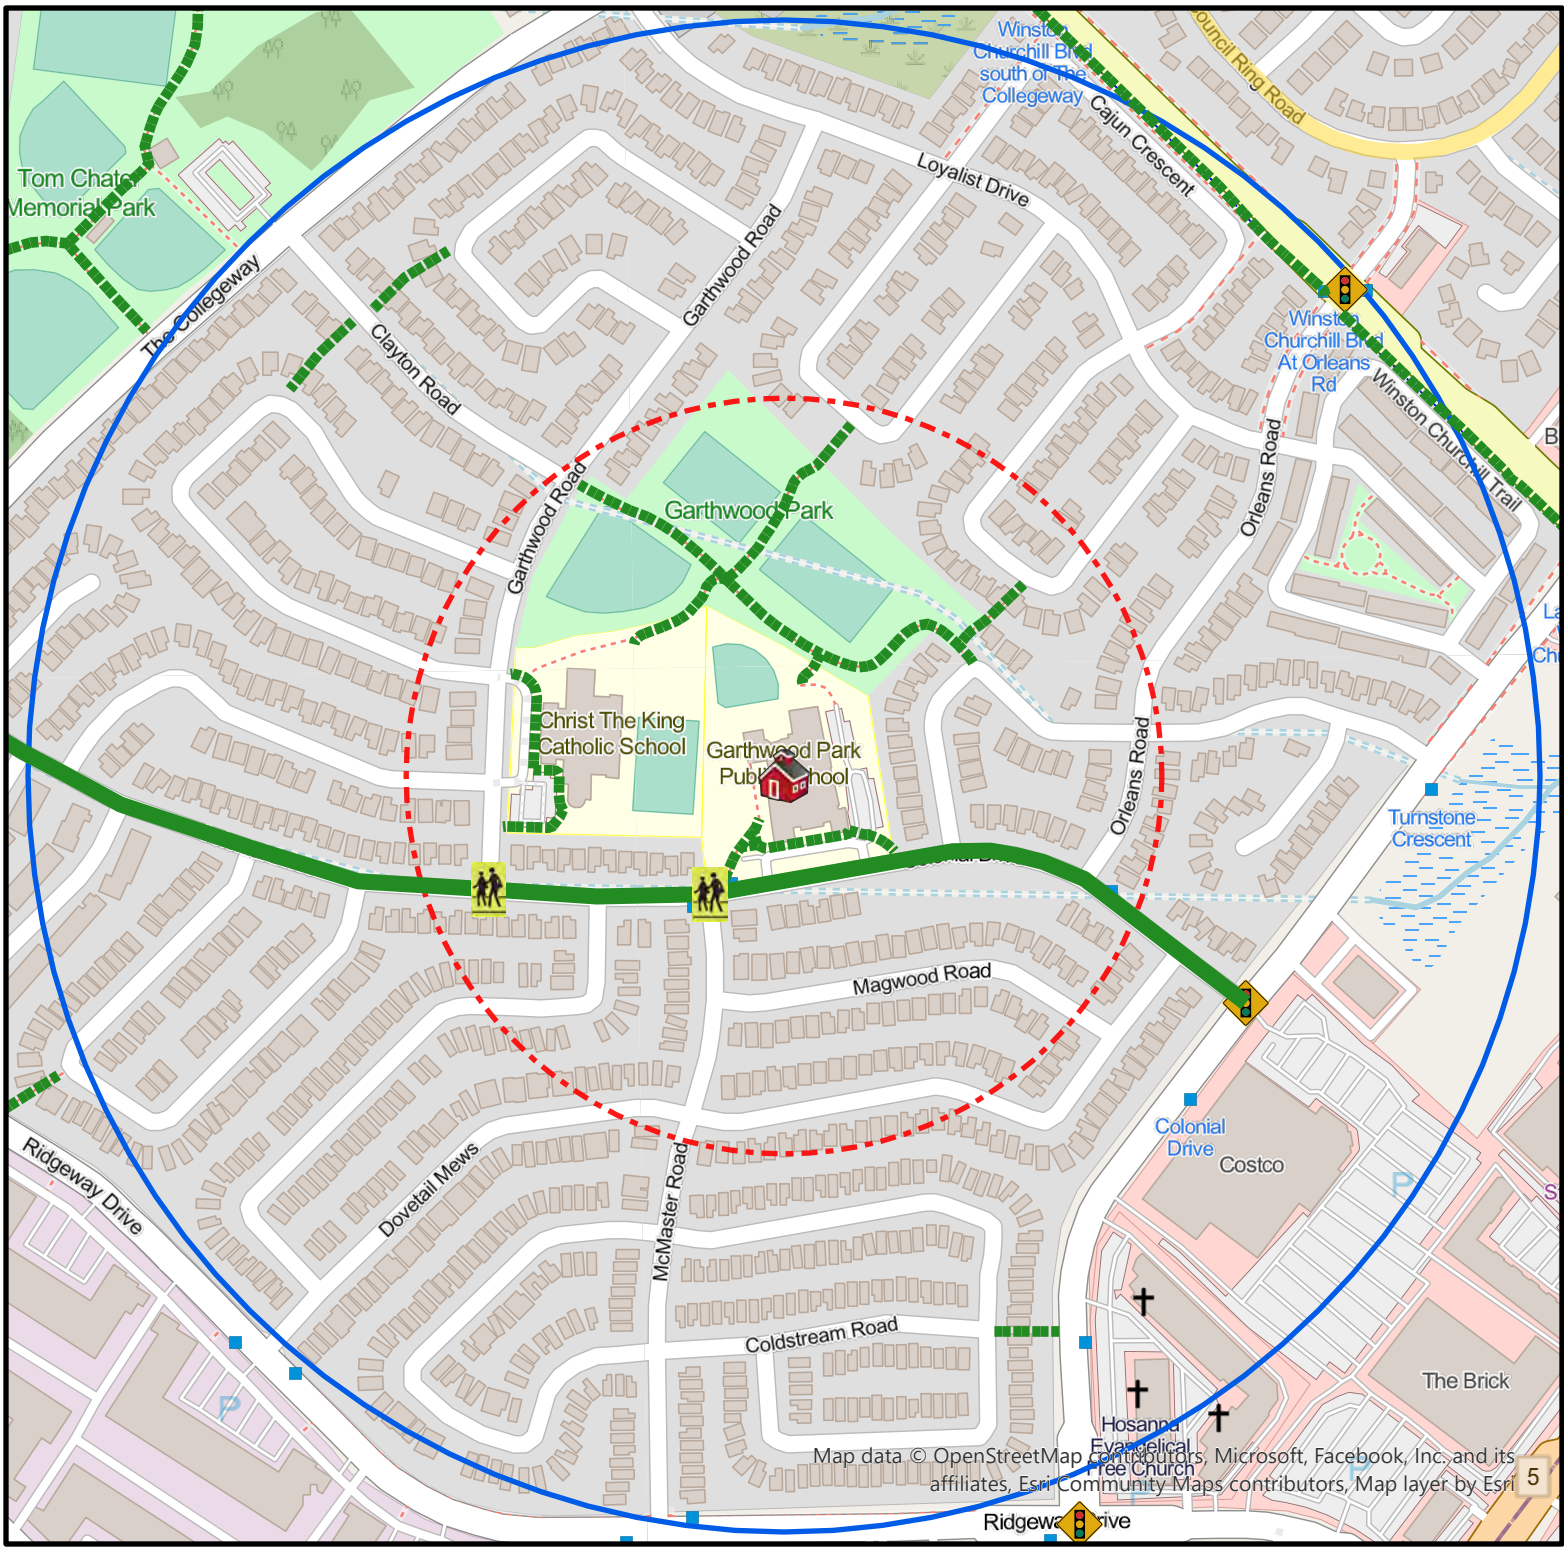 Winston
Churchill Blvd
south of The
Collegeway
Council Ring Road
Cajun Crescent
Loyalist Drive
Tom Chater
Memorial Park
The Collegeway
Garthwood Road
Clayton Road
Winston
Churchill Blvd
At Orleans
Rd
Winston Churchill Trail
B
Orleans Road
Garthwood Road
Garthwood Park
La
Chu
Christ The King
Catholic School
Garthwood Park
Public School
Orleans Road
Turnstone
Crescent
Colonial Drive
Magwood Road
Colonial
Drive
Costco
P
S
Ridgeway Drive
Dovetail Mews
McMaster Road
Coldstream Road
The Brick
P
Hosanna
Evangelical
Free Church
P
P
Map data © OpenStreetMap contributors, Microsoft, Facebook, Inc. and its
affiliates, Esri Community Maps contributors, Map layer by Esri
5
Ridgeway Drive